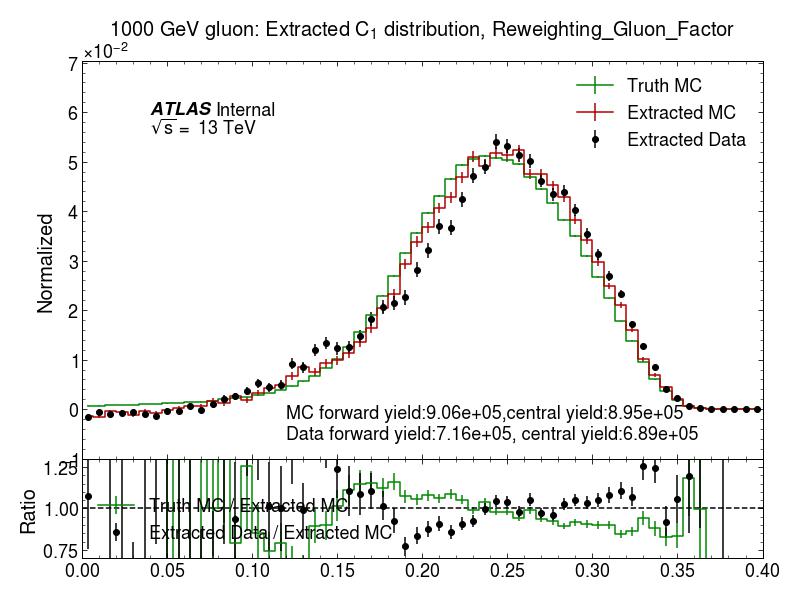 1000 GeV gluon: Extracted C₁ distribution, Reweighting_Gluon_Factor
×10⁻²
7
6
5
4
3
2
1
0
1
Normalized
ATLAS Internal
√s = 13 TeV
Truth MC
Extracted MC
Extracted Data
MC forward yield:9.06e+05,central yield:8.95e+05
Data forward yield:7.16e+05, central yield:6.89e+05
1.25
1.00
0.75
Ratio
Truth MC / Extracted MC
Extracted Data / Extracted MC
0.00 0.05 0.10 0.15 0.20 0.25 0.30 0.35 0.40